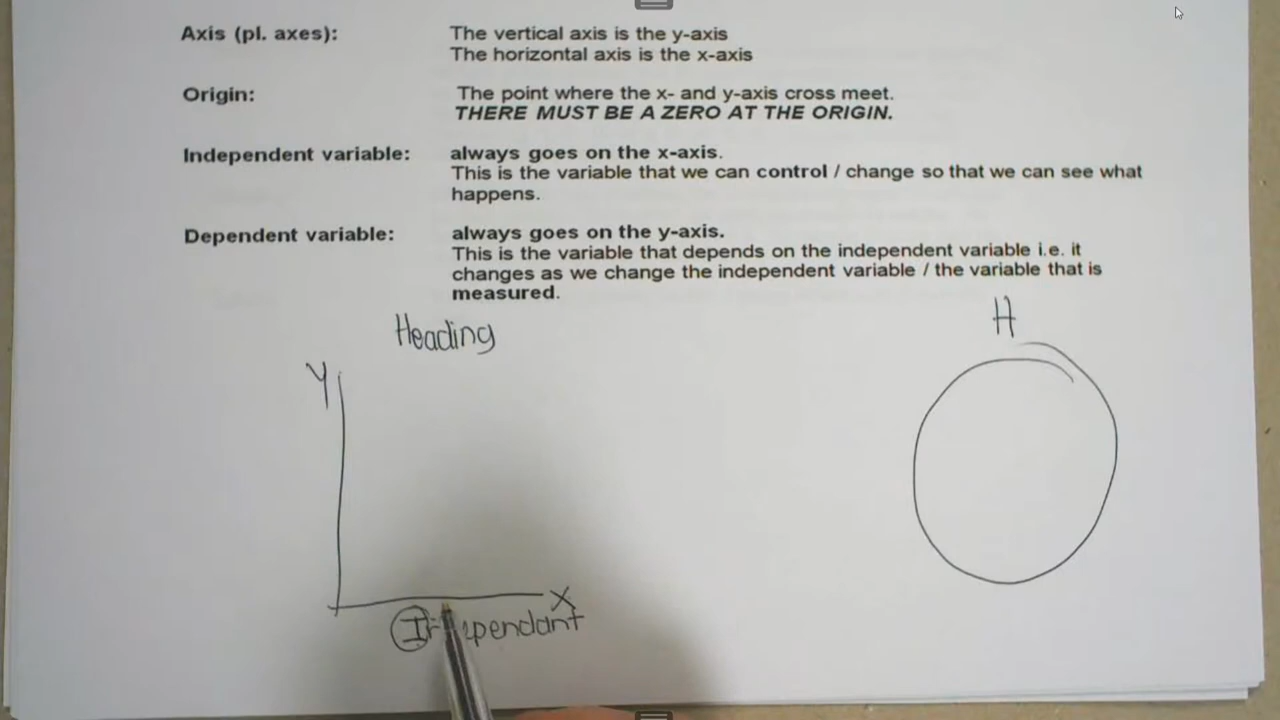 Axis (pl. axes): The vertical axis is the y-axis
The horizontal axis is the x-axis
Origin: The point where the x- and y-axis cross meet.
THERE MUST BE A ZERO AT THE ORIGIN.
Independent variable: always goes on the x-axis.
This is the variable that we can control / change so that we can see what
happens.
Dependent variable: always goes on the y-axis.
This is the variable that depends on the independent variable i.e. it
changes as we change the independent variable / the variable that is
measured.
Heading
H
Y
X